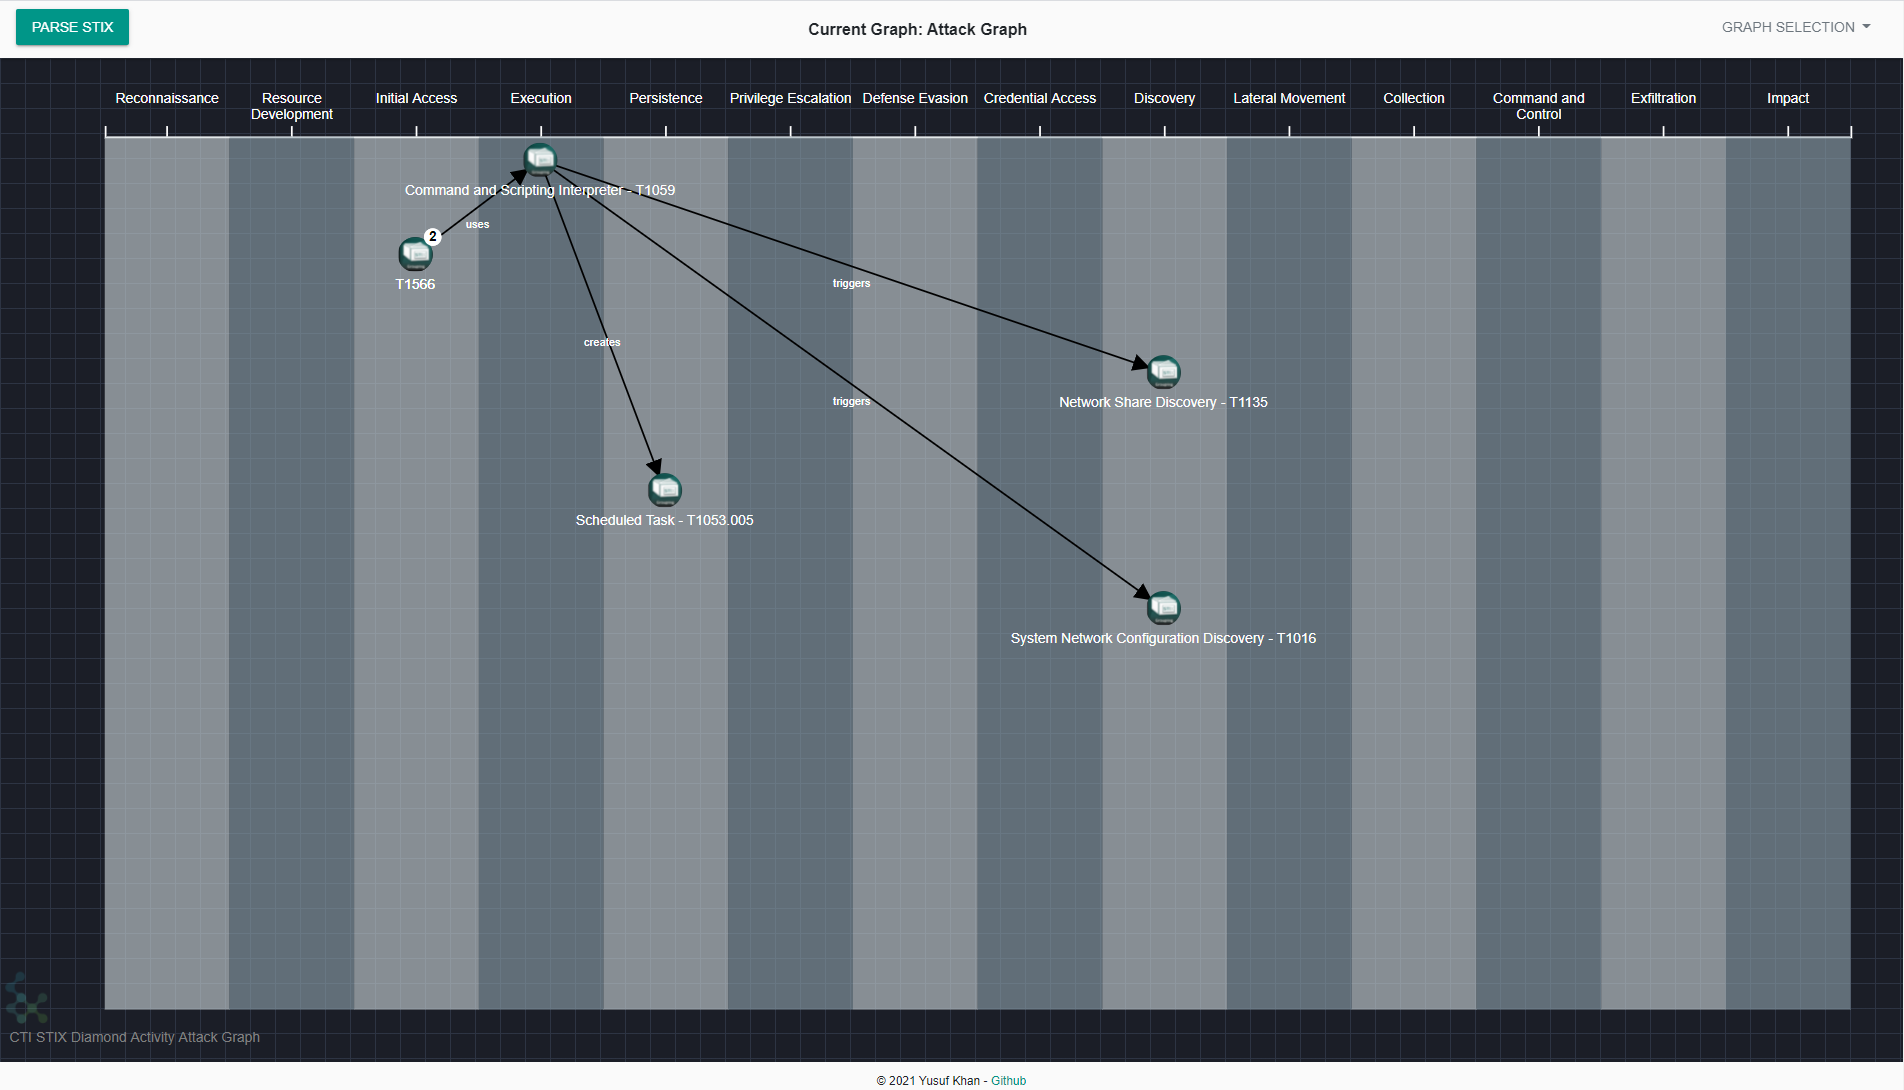 PARSE STIX
Current Graph: Attack Graph
GRAPH SELECTION
Reconnaissance
Resource
Development
Initial Access
Execution
Persistence
Privilege Escalation
Defense Evasion
Credential Access
Discovery
Lateral Movement
Collection
Command and
Control
Exfiltration
Impact
Command and Scripting Interpreter - T1059
uses
2
T1566
triggers
creates
Network Share Discovery - T1135
triggers
Scheduled Task - T1053.005
System Network Configuration Discovery - T1016
CTI STIX Diamond Activity Attack Graph
© 2021 Yusuf Khan - Github